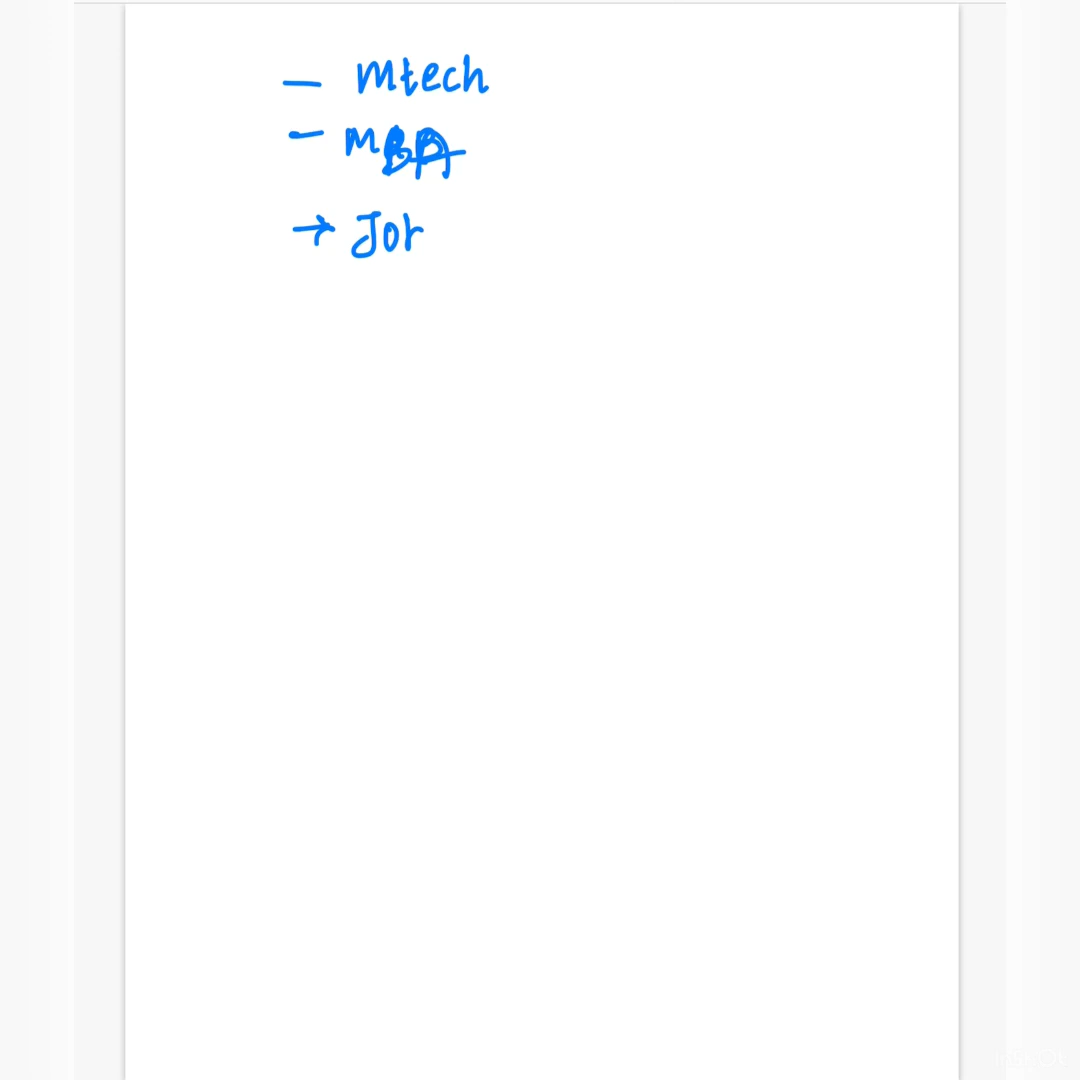 - Mtech
- MBA
→ Jor